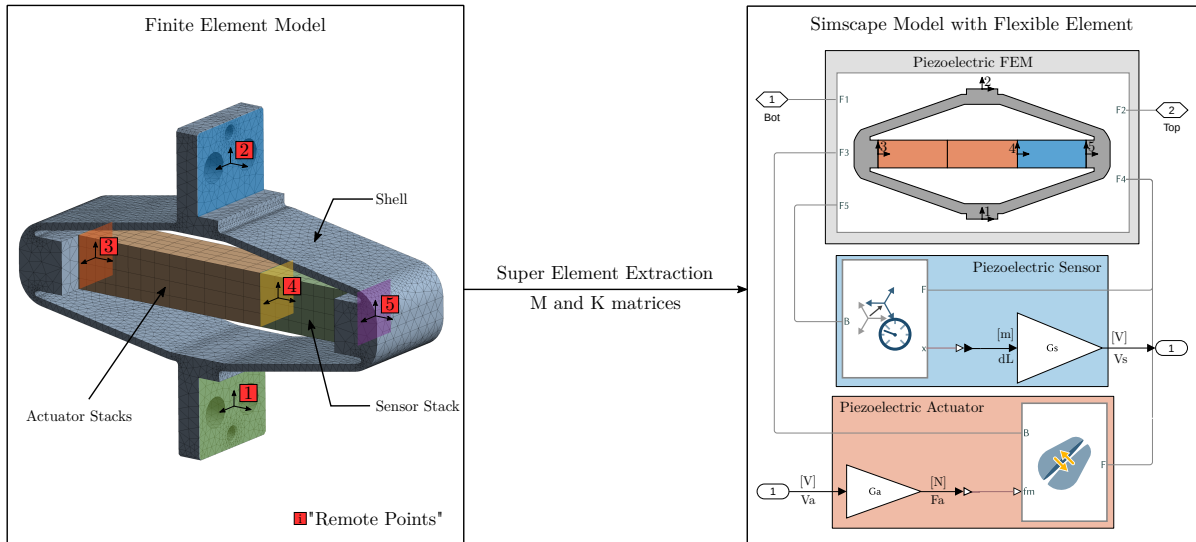 Finite Element Model
2
Shell
3
4
5
1
Actuator Stacks
Sensor Stack
i "Remote Points"
Super Element Extraction
M and K matrices
Simscape Model with Flexible Element
Piezoelectric FEM
1
Bot
F1
F3
F5
2
3
4
5
1
F2
F4
2
Top
Piezoelectric Sensor
B
F
x
[m]
dL
Gs
[V]
Vs
1
Piezoelectric Actuator
1
[V]
Va
Ga
[N]
Fa
B
fm
F